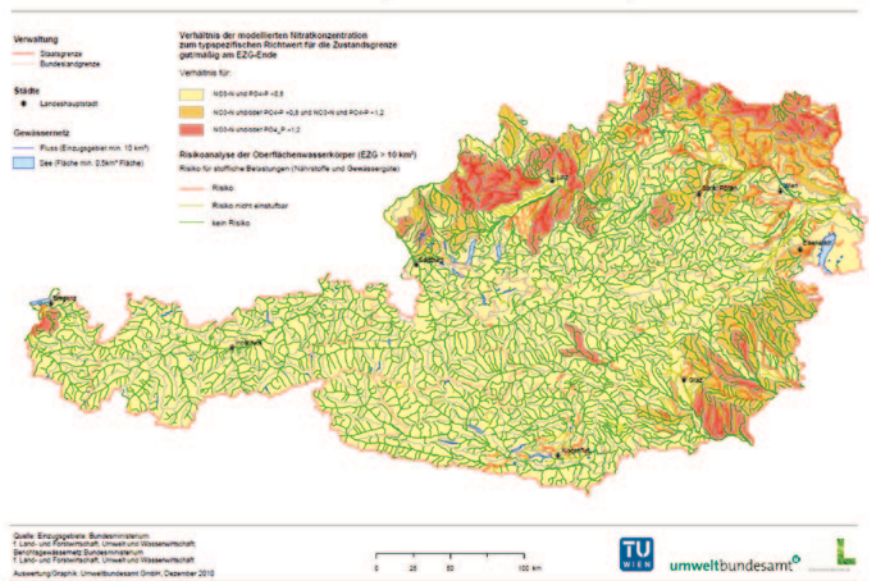 Verwaltung
Staatsgrenze
Bundeslandgrenze
Städte
Landeshauptstadt
Gewässernetz
Fluss (Einzugsgebiet min. 10 km²)
See (Fläche min. 0,5km² Fläche)
Verhältnis der modellierten Nitratkonzentration
zum typspezifischen Richtwert für die Zustandsgrenze
gut/mäßig am EZG-Ende
Verhältnis für:
NO3-N und PO4-P <0,8
NO3-N und/oder PO4-P >0,8 und NO3-N und PO4-P <1,2
NO3-N und/oder PO4_P >1,2
Risikoanalyse der Oberflächenwasserkörper (EZG > 10 km²)
Risiko für stoffliche Belastungen (Nährstoffe und Gewässergüte)
Risiko
Risiko nicht einstufbar
kein Risiko
Linz
Sankt Pölten
Wien
Eisenstadt
Salzburg
Bregenz
Innsbruck
Graz
Klagenfurt
Quelle: Einzugsgebiete: Bundesministerium
f. Land- und Forstwirtschaft, Umwelt und Wasserwirtschaft;
Berichtsgewässernetz: Bundesministerium
f. Land- und Forstwirtschaft, Umwelt und Wasserwirtschaft
Auswertung/Graphik: Umweltbundesamt GmbH, Dezember 2010
0 25 50 100 km
TU
WIEN
umweltbundesamt